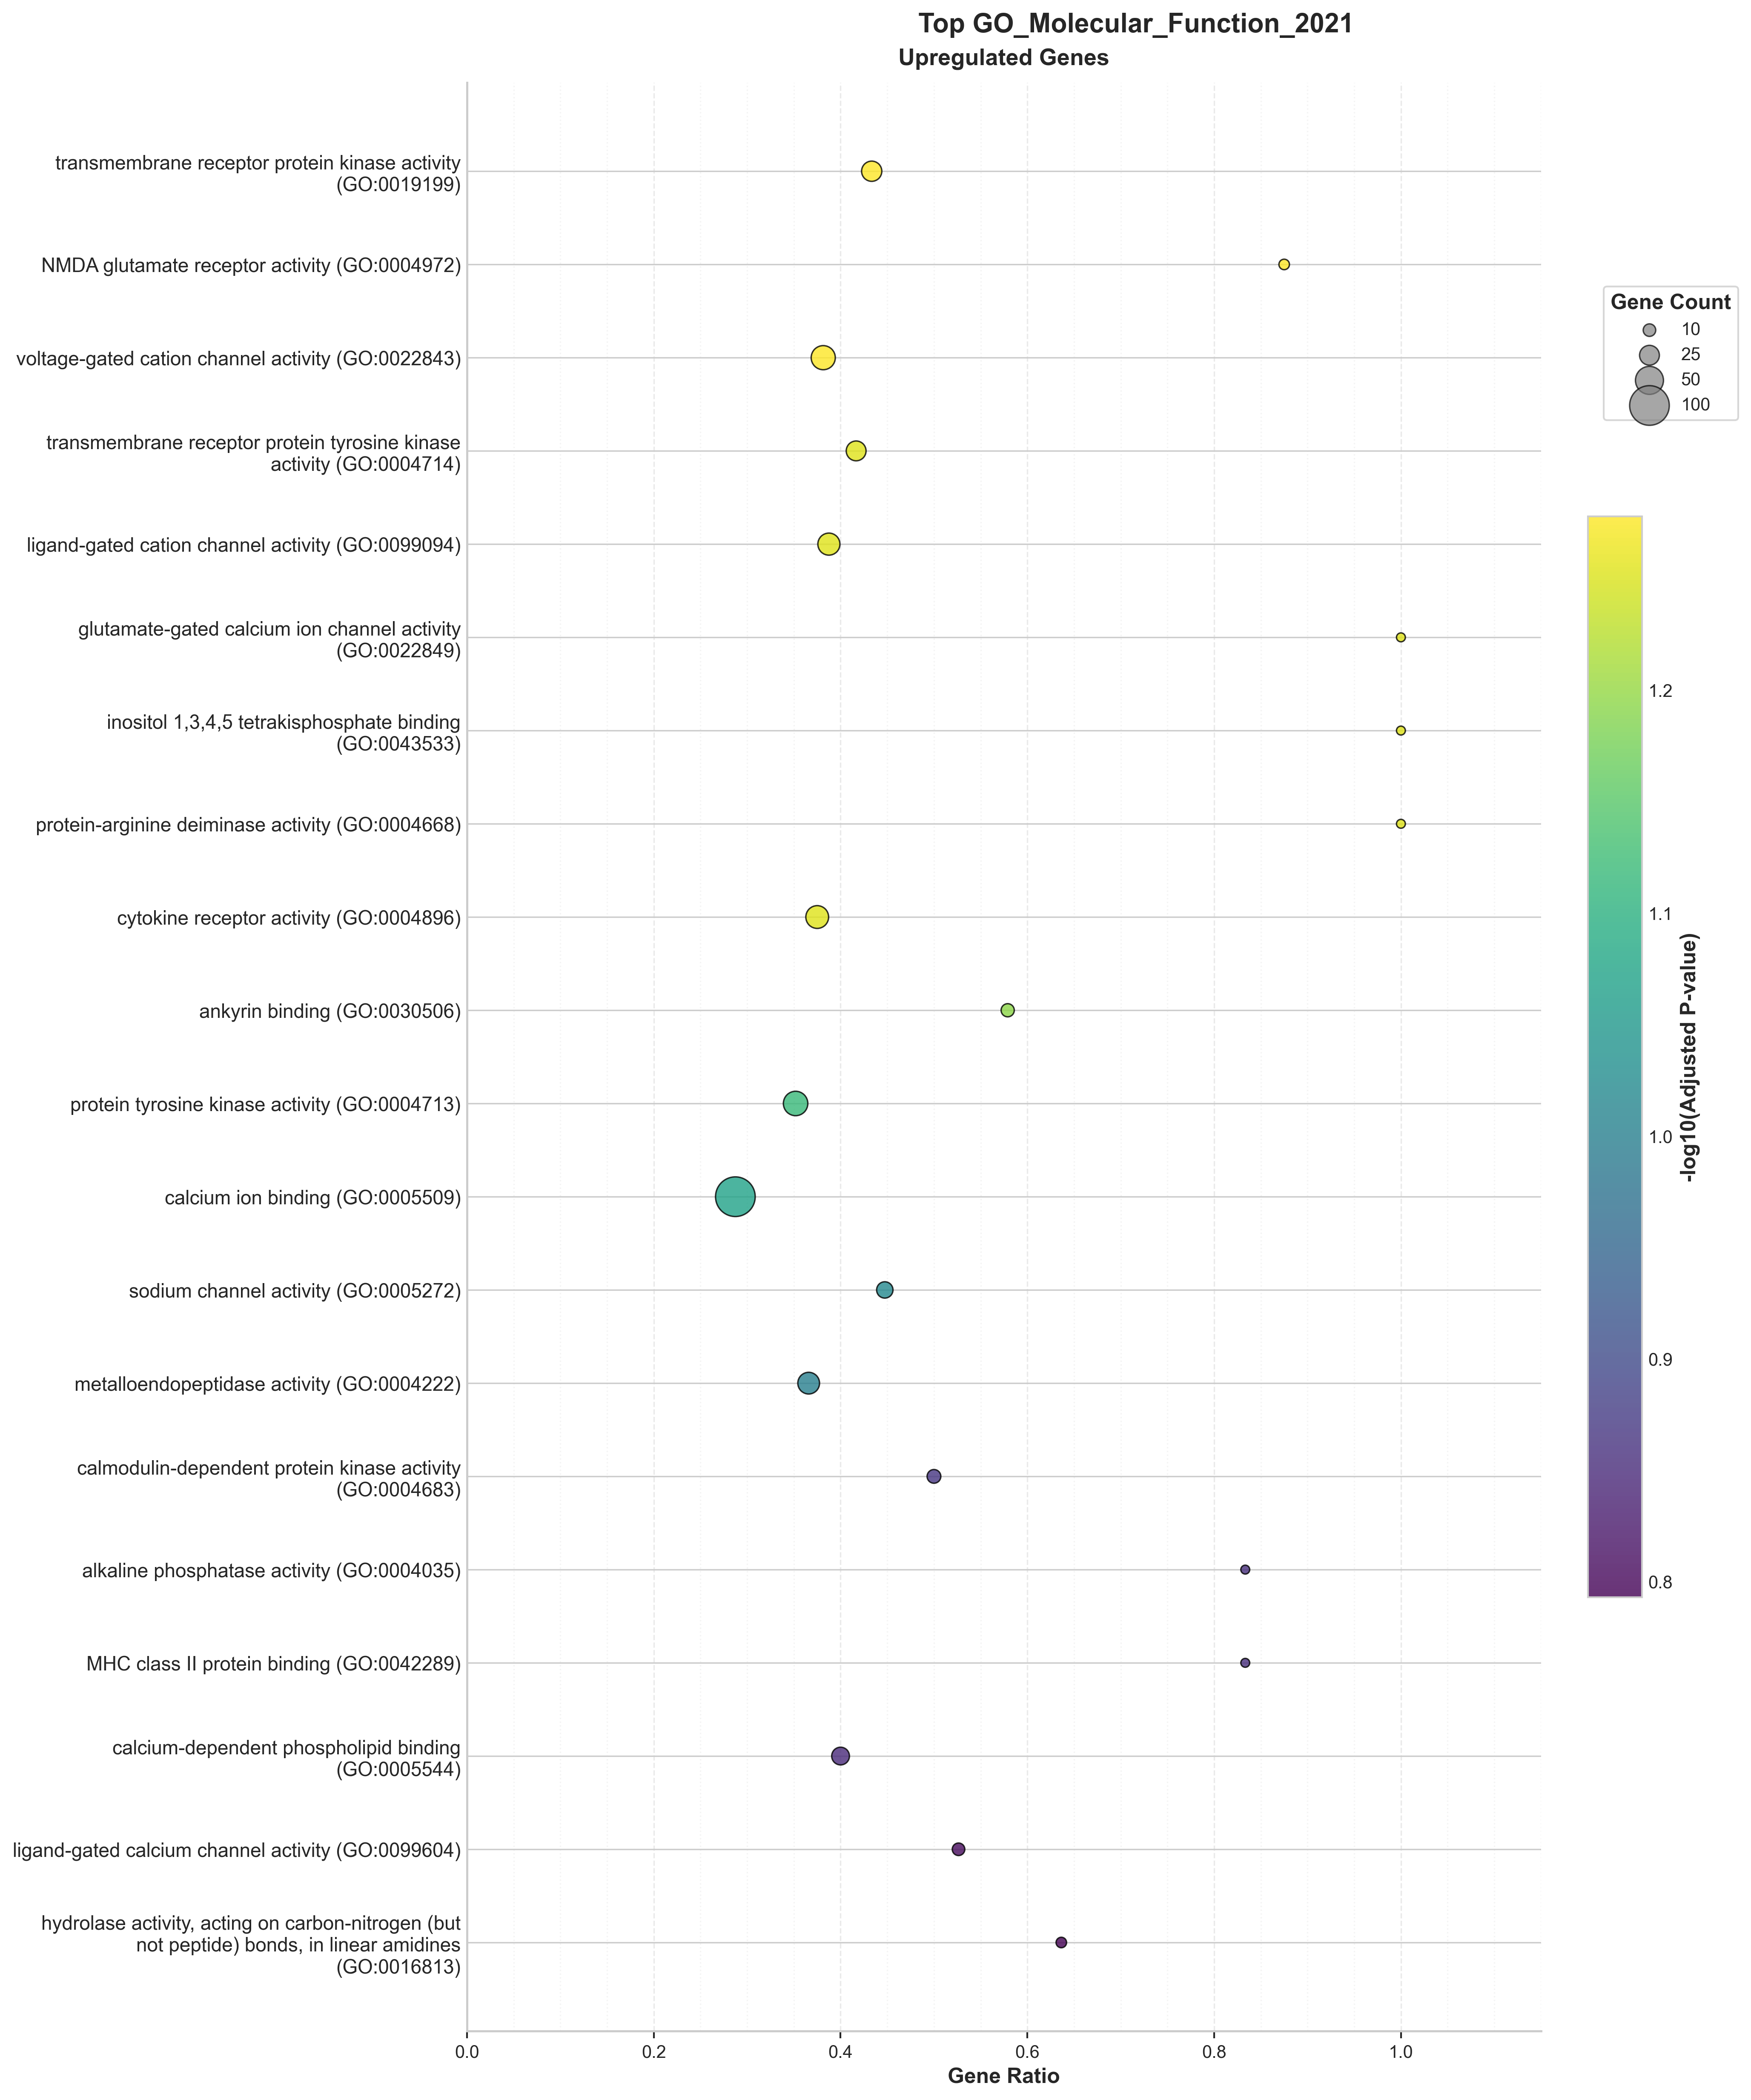 Top GO_Molecular_Function_2021
Upregulated Genes
transmembrane receptor protein kinase activity
(GO:0019199)
NMDA glutamate receptor activity (GO:0004972)
voltage-gated cation channel activity (GO:0022843)
transmembrane receptor protein tyrosine kinase
activity (GO:0004714)
ligand-gated cation channel activity (GO:0099094)
glutamate-gated calcium ion channel activity
(GO:0022849)
inositol 1,3,4,5 tetrakisphosphate binding
(GO:0043533)
protein-arginine deiminase activity (GO:0004668)
cytokine receptor activity (GO:0004896)
ankyrin binding (GO:0030506)
protein tyrosine kinase activity (GO:0004713)
calcium ion binding (GO:0005509)
sodium channel activity (GO:0005272)
metalloendopeptidase activity (GO:0004222)
calmodulin-dependent protein kinase activity
(GO:0004683)
alkaline phosphatase activity (GO:0004035)
MHC class II protein binding (GO:0042289)
calcium-dependent phospholipid binding
(GO:0005544)
ligand-gated calcium channel activity (GO:0099604)
hydrolase activity, acting on carbon-nitrogen (but
not peptide) bonds, in linear amidines
(GO:0016813)
0.0
0.2
0.4
0.6
0.8
1.0
Gene Ratio
Gene Count
10
25
50
100
1.2
1.1
1.0
0.9
0.8
-log10(Adjusted P-value)